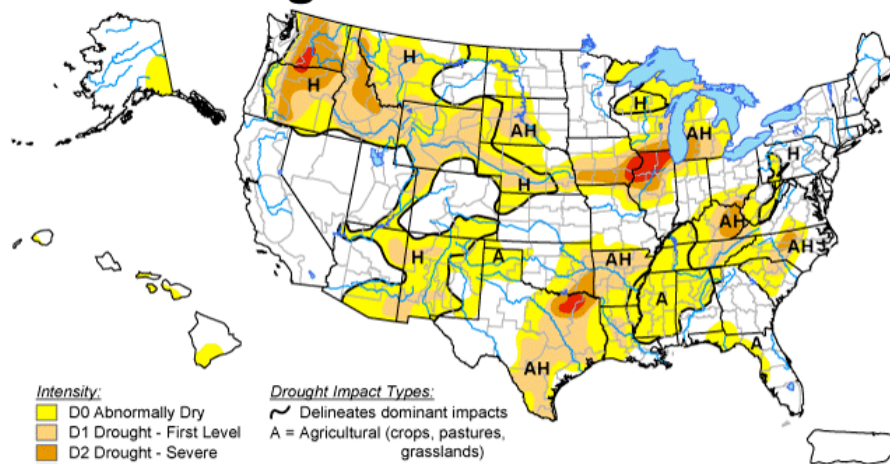 H
H
H
AH
AH
H
H
AH
AH
H
A
AH
A
A
AH
Intensity:
D0 Abnormally Dry
D1 Drought - First Level
D2 Drought - Severe
Drought Impact Types:
Delineates dominant impacts
A = Agricultural (crops, pastures,
grasslands)